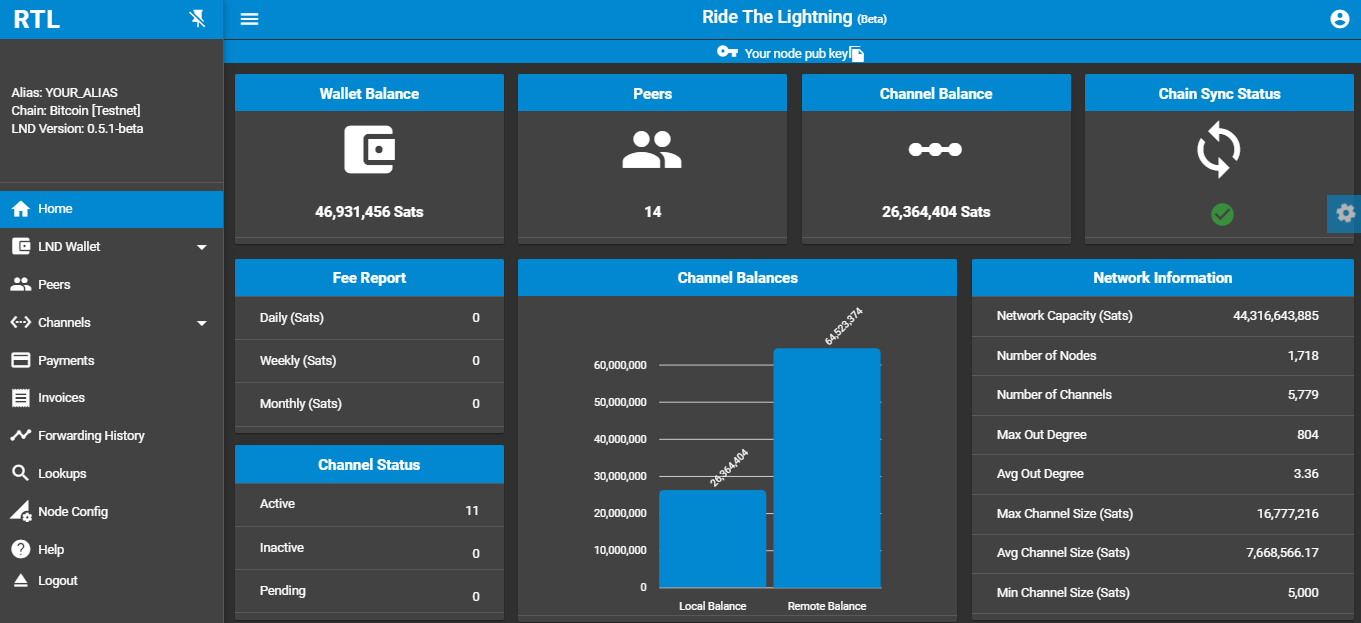 RTL
Ride The Lightning (Beta)
Your node pub key
Alias: YOUR_ALIAS
Chain: Bitcoin [Testnet]
LND Version: 0.5.1-beta
Home
LND Wallet
Peers
Channels
Payments
Invoices
Forwarding History
Lookups
Node Config
Help
Logout
Wallet Balance
46,931,456 Sats
Peers
14
Channel Balance
26,364,404 Sats
Chain Sync Status
Fee Report
Daily (Sats) 0
Weekly (Sats) 0
Monthly (Sats) 0
Channel Status
Active 11
Inactive 0
Pending 0
Channel Balances
64,523,374
60,000,000
50,000,000
40,000,000
30,000,000
26,364,404
20,000,000
10,000,000
0
Local Balance Remote Balance
Network Information
Network Capacity (Sats) 44,316,643,885
Number of Nodes 1,718
Number of Channels 5,779
Max Out Degree 804
Avg Out Degree 3.36
Max Channel Size (Sats) 16,777,216
Avg Channel Size (Sats) 7,668,566.17
Min Channel Size (Sats) 5,000